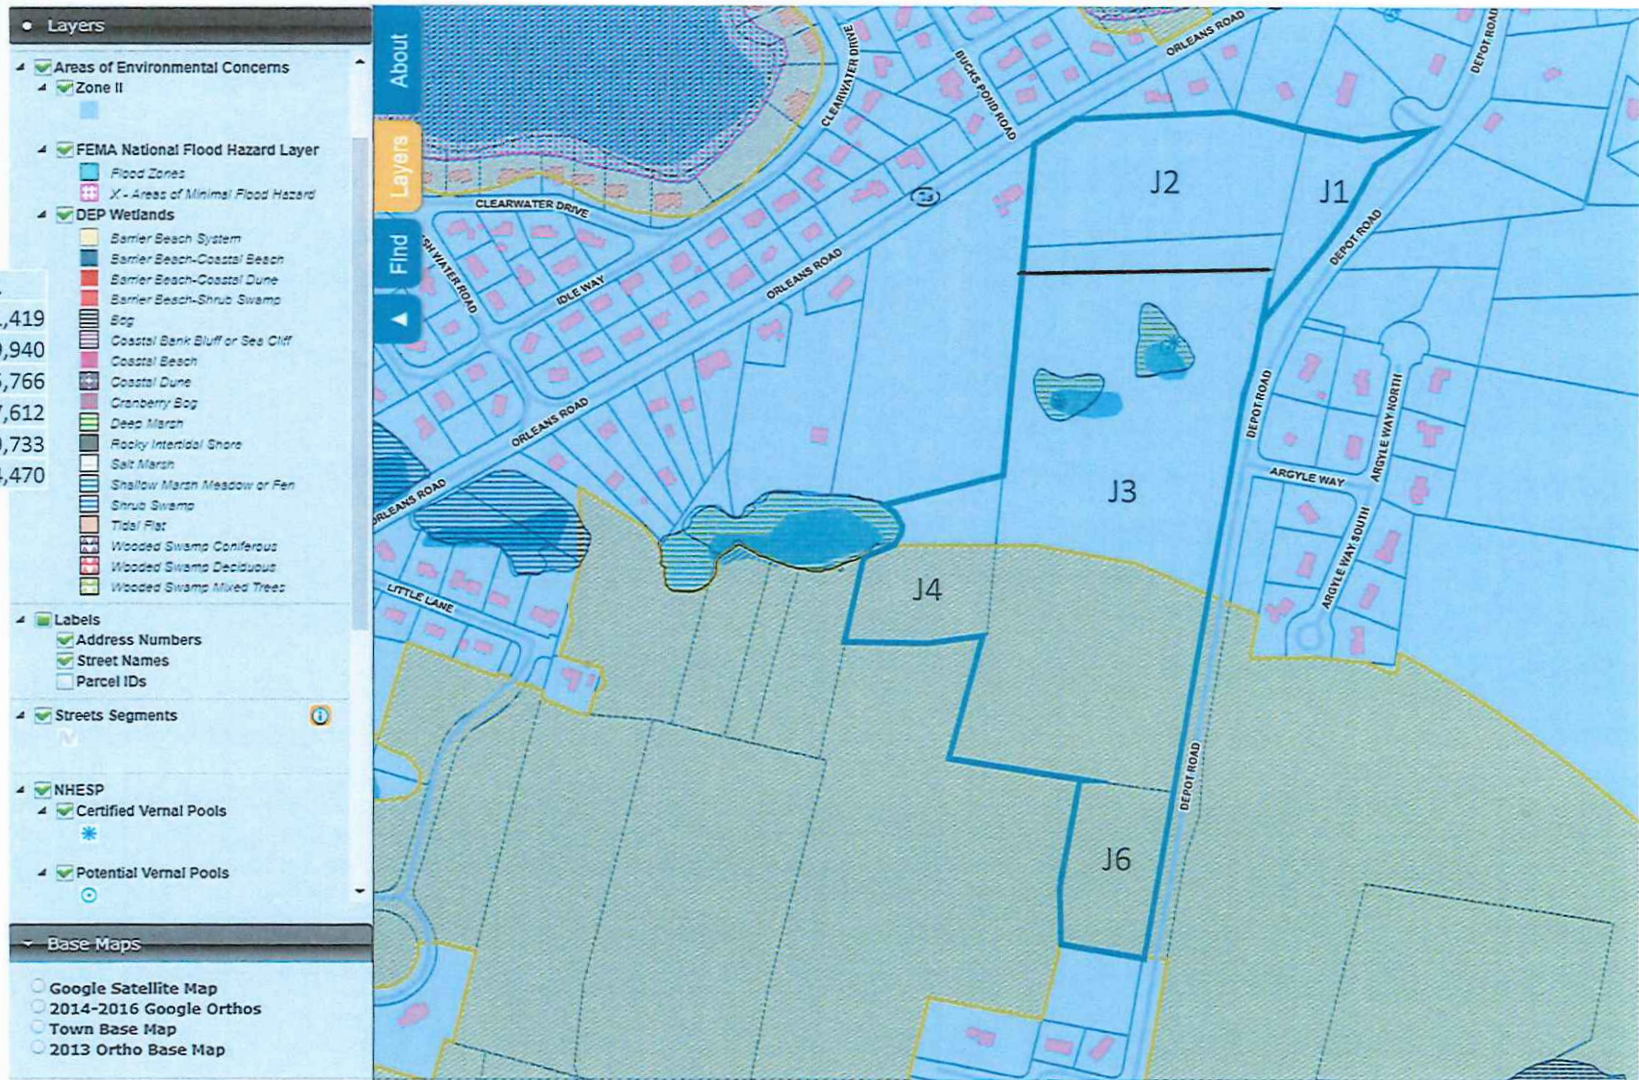 Layers
Areas of Environmental Concerns
Zone II
FEMA National Flood Hazard Layer
Flood Zones
X - Areas of Minimal Flood Hazard
DEP Wetlands
Barrier Beach System
Barrier Beach-Coastal Beach
Barrier Beach-Coastal Dune
Barrier Beach-Shrub Swamp
Bog
Coastal Bank Bluff or Sea Cliff
Coastal Beach
Coastal Dune
Cranberry Bog
Deep Marsh
Rocky Intertidal Shore
Salt Marsh
Shallow Marsh Meadow or Fen
Shrub Swamp
Tidal Flat
Wooded Swamp Coniferous
Wooded Swamp Deciduous
Wooded Swamp Mixed Trees
,419
,940
,766
,612
,733
,470
Labels
Address Numbers
Street Names
Parcel IDs
Streets Segments
NHESP
Certified Vernal Pools
Potential Vernal Pools
Base Maps
Google Satellite Map
2014-2016 Google Orthos
Town Base Map
2013 Ortho Base Map
About
Layers
Find
CLEARWATER DRIVE
BUCKS POND ROAD
ORLEANS ROAD
DEPOT ROAD
CLEARWATER DRIVE
WATER ROAD
IDLE WAY
ORLEANS ROAD
J2
J1
DEPOT ROAD
ORLEANS ROAD
DEPOT ROAD
ARGYLE WAY NORTH
ARGYLE WAY
J3
ORLEANS ROAD
ARGYLE WAY SOUTH
LITTLE LANE
J4
DEPOT ROAD
J6